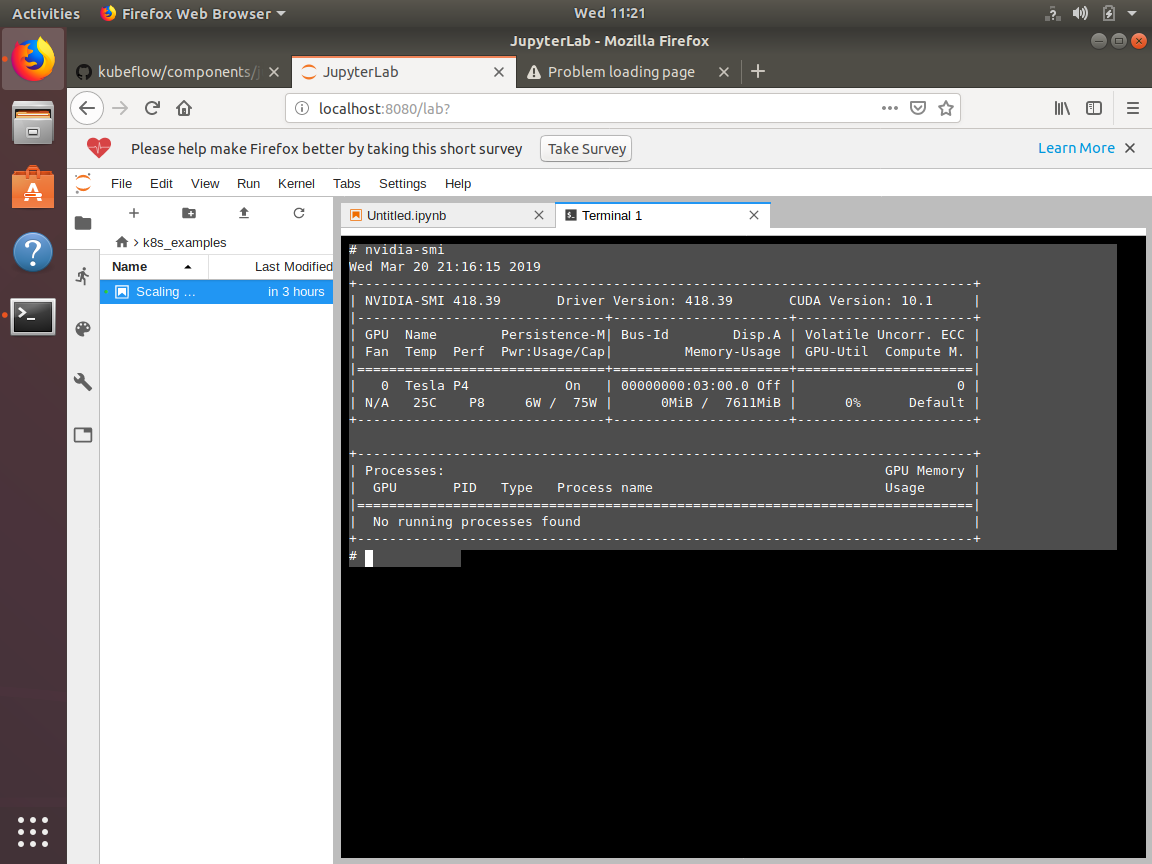 Activities
Firefox Web Browser
Wed 11:21
JupyterLab - Mozilla Firefox
kubeflow/components/
JupyterLab
Problem loading page
localhost:8080/lab?
Please help make Firefox better by taking this short survey
Take Survey
Learn More
File Edit View Run Kernel Tabs Settings Help
k8s_examples
Name
Last Modified
Scaling ...
in 3 hours
Untitled.ipynb
Terminal 1
# nvidia-smi
Wed Mar 20 21:16:15 2019
+-----------------------------------------------------------------------------+
| NVIDIA-SMI 418.39       Driver Version: 418.39       CUDA Version: 10.1     |
|-------------------------------+----------------------+----------------------+
| GPU  Name        Persistence-M| Bus-Id        Disp.A | Volatile Uncorr. ECC |
| Fan  Temp  Perf  Pwr:Usage/Cap|         Memory-Usage | GPU-Util  Compute M. |
|===============================+======================+======================|
|   0  Tesla P4            On   | 00000000:03:00.0 Off |                    0 |
| N/A   25C    P8     6W /  75W |      0MiB /  7611MiB |      0%      Default |
+-------------------------------+----------------------+----------------------+
+-----------------------------------------------------------------------------+
| Processes:                                                       GPU Memory |
|  GPU       PID   Type   Process name                             Usage      |
|=============================================================================|
|  No running processes found                                                 |
+-----------------------------------------------------------------------------+
#